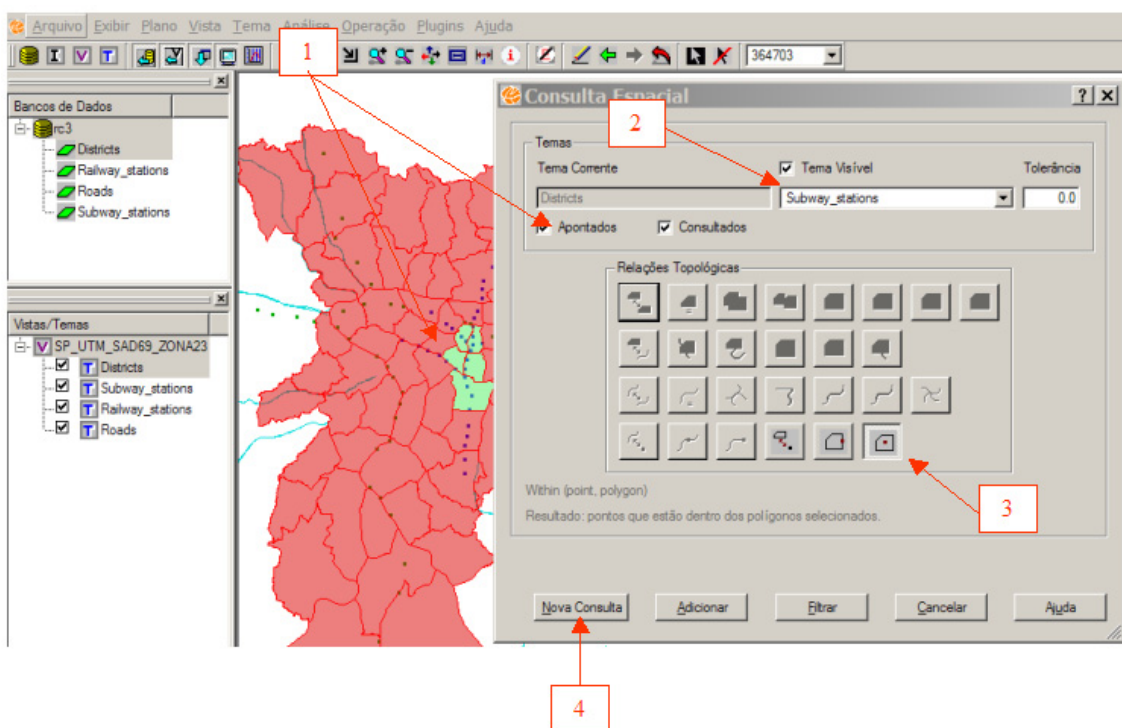 Arquivo Exibir Plano Vista Tema Análise Operação Plugins Ajuda
I V T 364703
1
Bancos de Dados
rc3
Districts
Railway_stations
Roads
Subway_stations
Vistas/Temas
V SP_UTM_SAD69_ZONA23
T Districts
T Subway_stations
T Railway_stations
T Roads
Consulta Espacial
2
Temas
Tema Corrente Tema Visível Tolerância
Districts Subway_stations 0.0
Apontados Consultados
Relações Topológicas
Within (point, polygon)
Resultado: pontos que estão dentro dos polígonos selecionados.
3
Nova Consulta Adicionar Filtrar Cancelar Ajuda
4